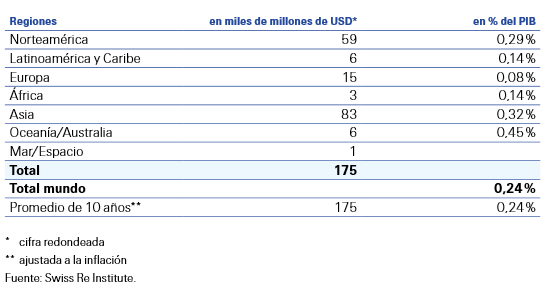 Regiones en miles de millones de USD* en % del PIB
Norteamérica 59 0,29 %
Latinoamérica y Caribe 6 0,14 %
Europa 15 0,08 %
África 3 0,14 %
Asia 83 0,32 %
Oceanía/Australia 6 0,45 %
Mar/Espacio 1
Total 175
Total mundo 0,24 %
Promedio de 10 años** 175 0,24 %
* cifra redondeada
** ajustada a la inflación
Fuente: Swiss Re Institute.